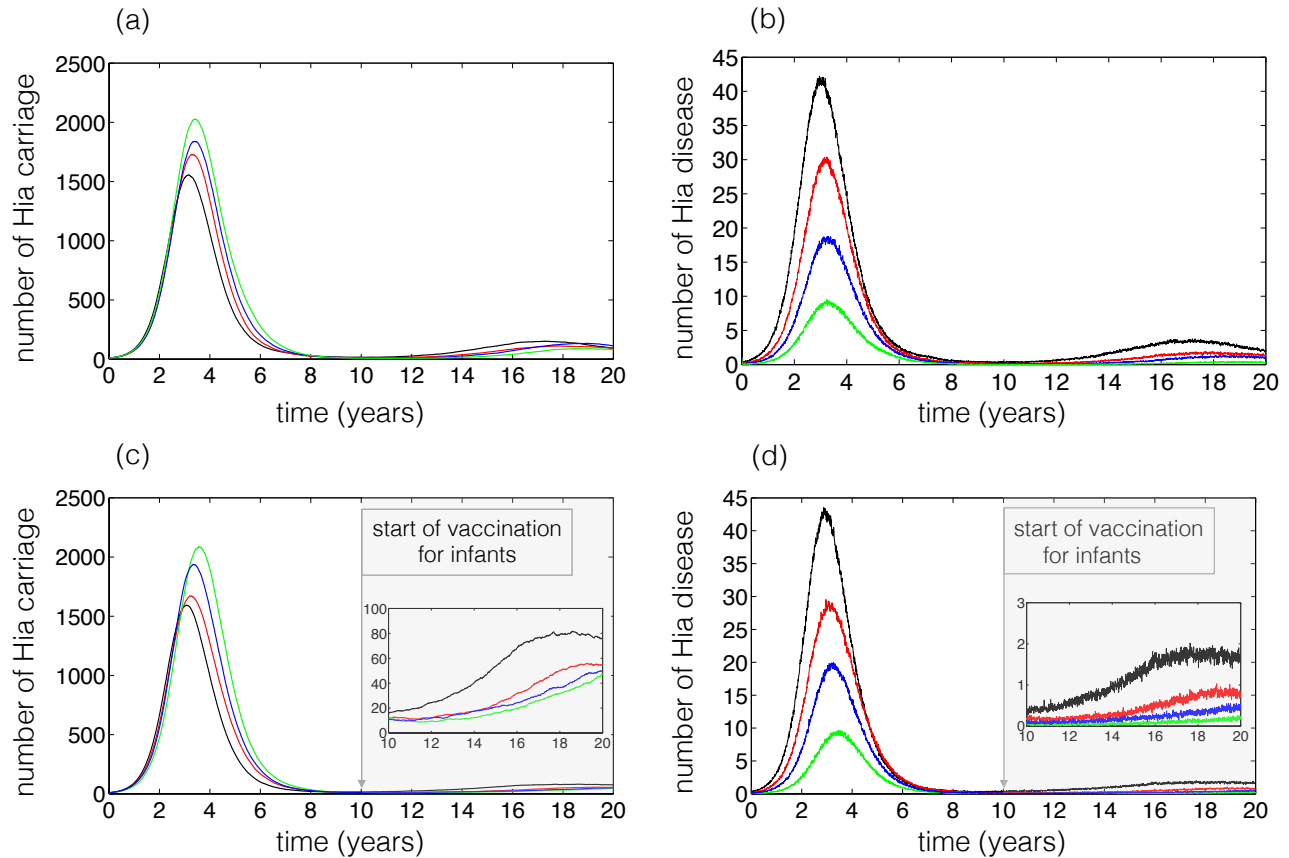 (a)
number of Hia carriage
2500
2000
1500
1000
500
0
0 2 4 6 8 10 12 14 16 18 20
time (years)
(b)
number of Hia disease
45
40
35
30
25
20
15
10
5
0
0 2 4 6 8 10 12 14 16 18 20
time (years)
(c)
number of Hia carriage
2500
2000
1500
1000
500
0
start of vaccination
for infants
100
80
60
40
20
0
10 12 14 16 18 20
0 2 4 6 8 10 12 14 16 18 20
time (years)
(d)
number of Hia disease
45
40
35
30
25
20
15
10
5
0
start of vaccination
for infants
3
2
1
0
10 12 14 16 18 20
0 2 4 6 8 10 12 14 16 18 20
time (years)